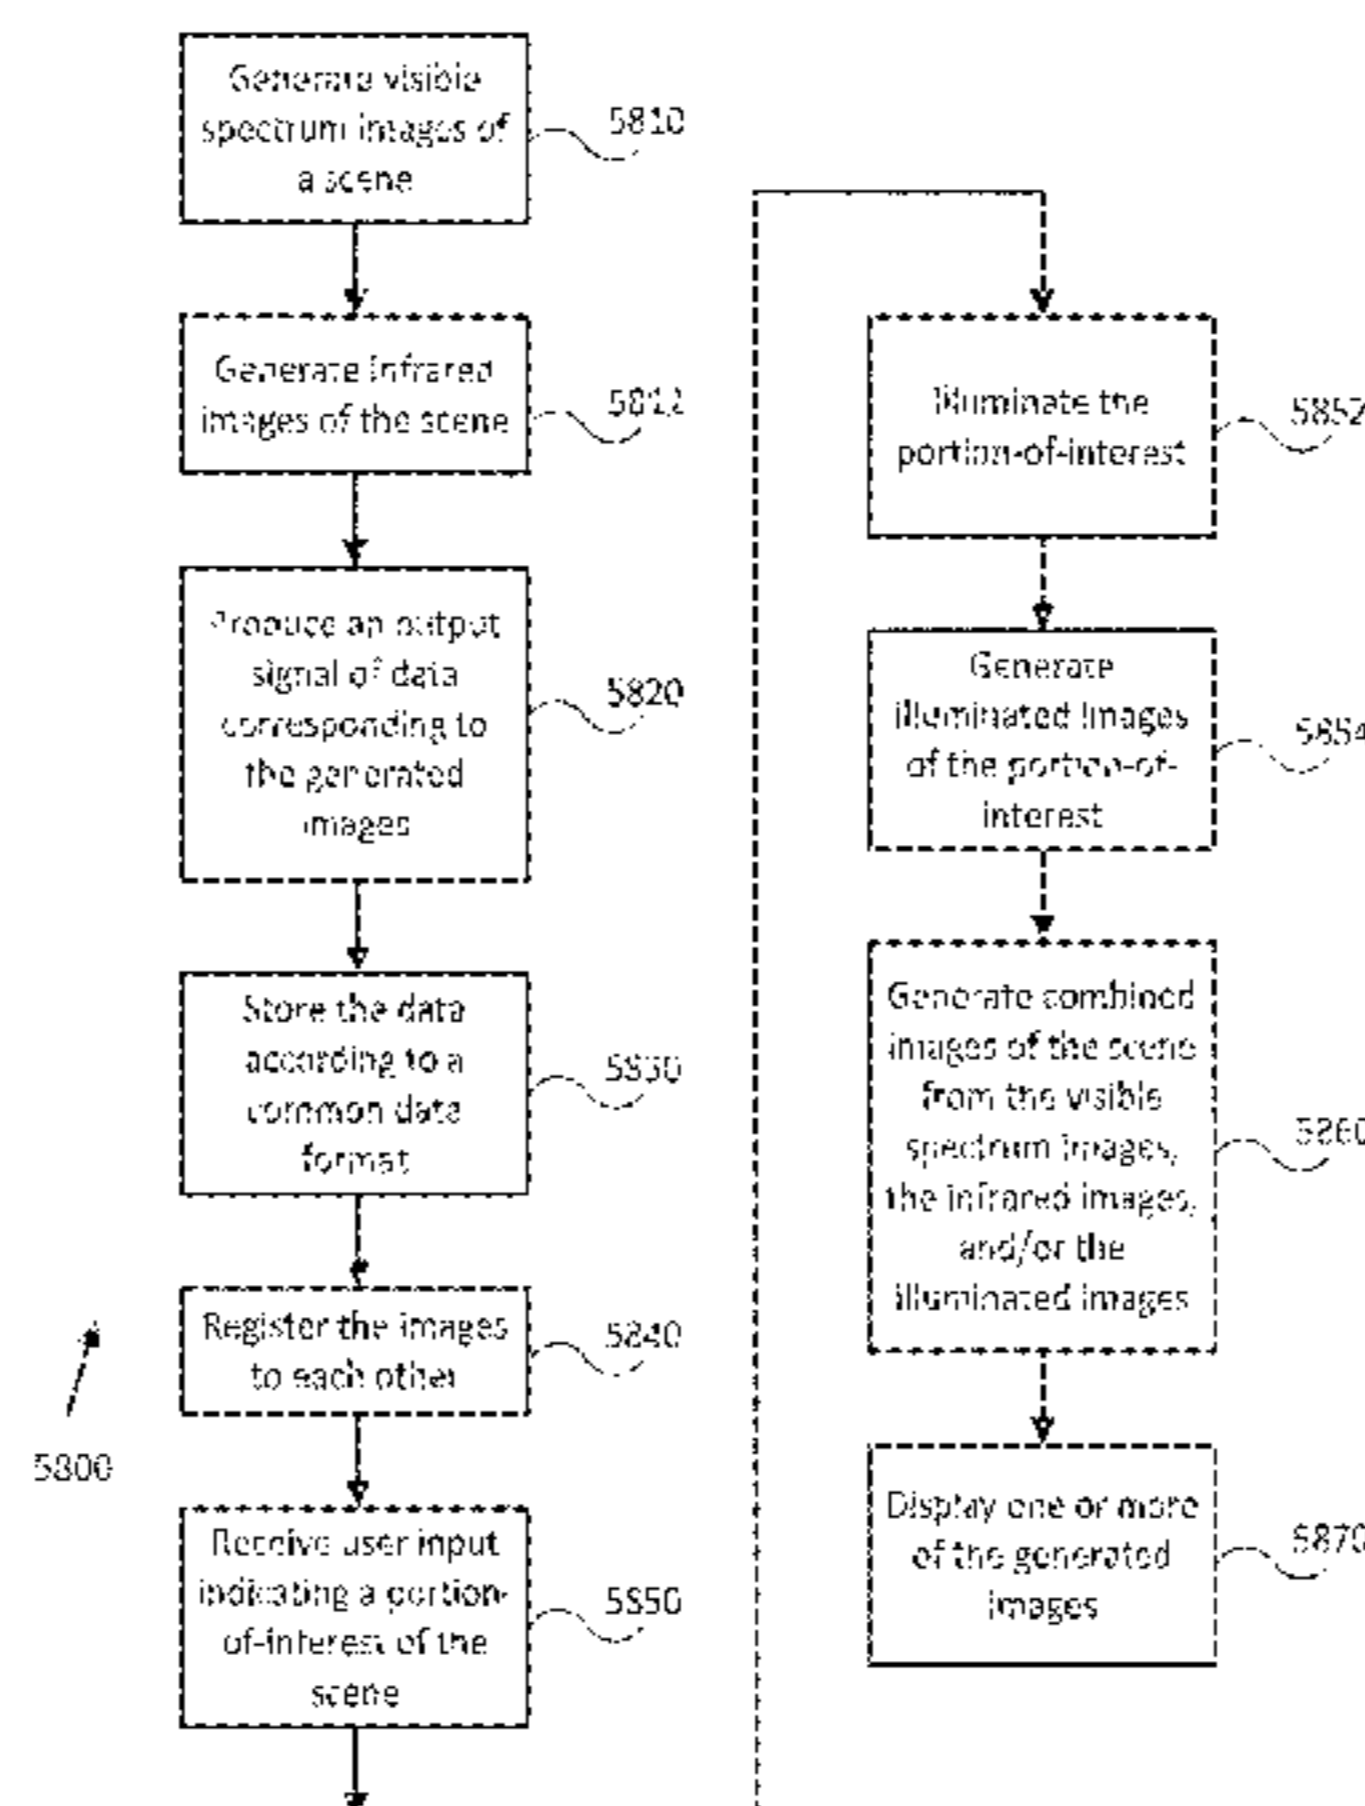 Generate visible
spectrum images of
a scene
5810
Generate infrared
images of the scene
5812
Produce an output
signal of data
corresponding to
the generated
images
5820
Store the data
according to a
common data
format
5830
Register the images
to each other
5840
5800
Receive user input
indicating a portion-
of-interest of the
scene
5850
Illuminate the
portion-of-interest
5852
Generate
illuminated images
of the portion-of-
interest
5854
Generate combined
images of the scene
from the visible
spectrum images,
the infrared images,
and/or the
illuminated images
5860
Display one or more
of the generated
images
5870